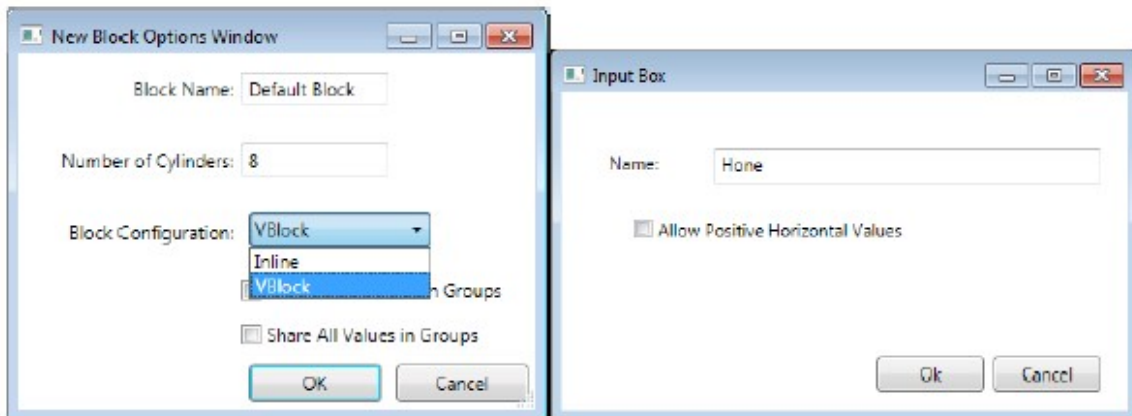 New Block Options Window
Block Name: Default Block
Number of Cylinders: 8
Block Configuration: VBlock
Inline
VBlock
n Groups
Share All Values in Groups
OK Cancel
Input Box
Name: Hone
Allow Positive Horizontal Values
Ok Cancel